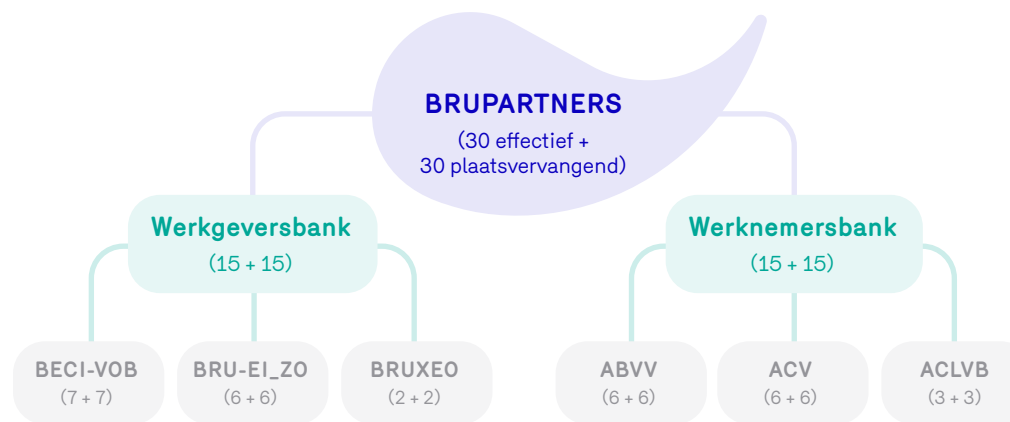 BRUPARTNERS
(30 effectief +
30 plaatsvervangend)
Werkgeversbank
(15 + 15)
Werknemersbank
(15 + 15)
BECI-VOB
(7 + 7)
BRU-EI_ZO
(6 + 6)
BRUXEO
(2 + 2)
ABVV
(6 + 6)
ACV
(6 + 6)
ACLVB
(3 + 3)